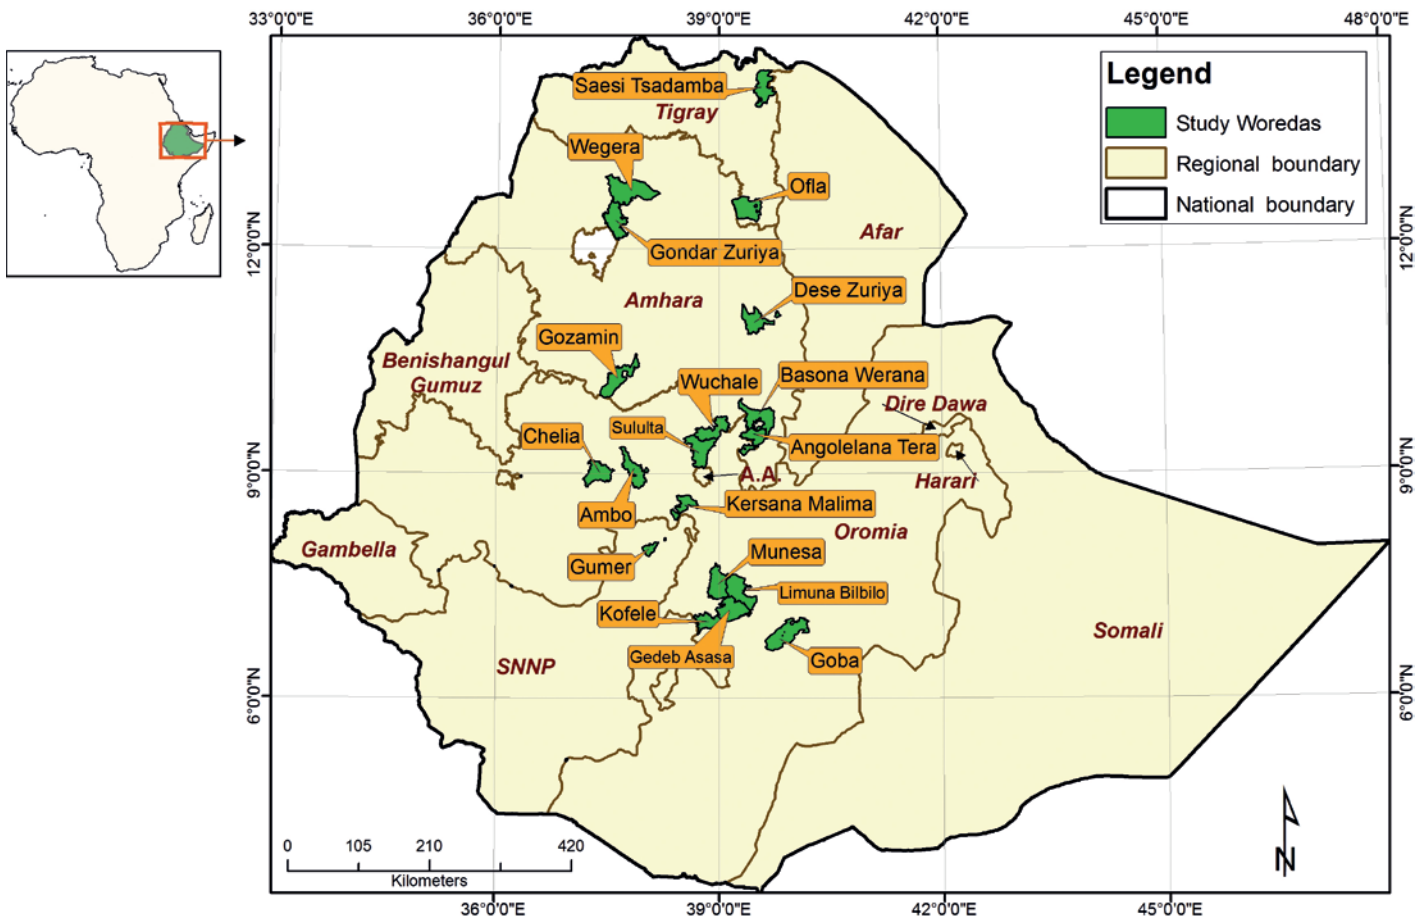 33°0'0"E
36°0'0"E
39°0'0"E
42°0'0"E
45°0'0"E
48°0'0"E
Legend
Study Woredas
Regional boundary
National boundary
Saesi Tsadamba
Tigray
Wegera
Ofla
Afar
12°0'0"N
12°0'0"N
Gondar Zuriya
Dese Zuriya
Amhara
Gozamin
Benishangul
Gumuz
Wuchale
Basona Werana
Dire Dawa
Sululta
Chelia
Angolelana Tera
9°0'0"N
9°0'0"N
A.A.
Harari
Ambo
Kersana Malima
Oromia
Gambella
Munesa
Gumer
Limuna Bilbilo
Kofele
Somali
Gedeb Asasa
Goba
SNNP
6°0'0"N
6°0'0"N
0
105
210
420
Kilometers
N
36°0'0"E
39°0'0"E
42°0'0"E
45°0'0"E